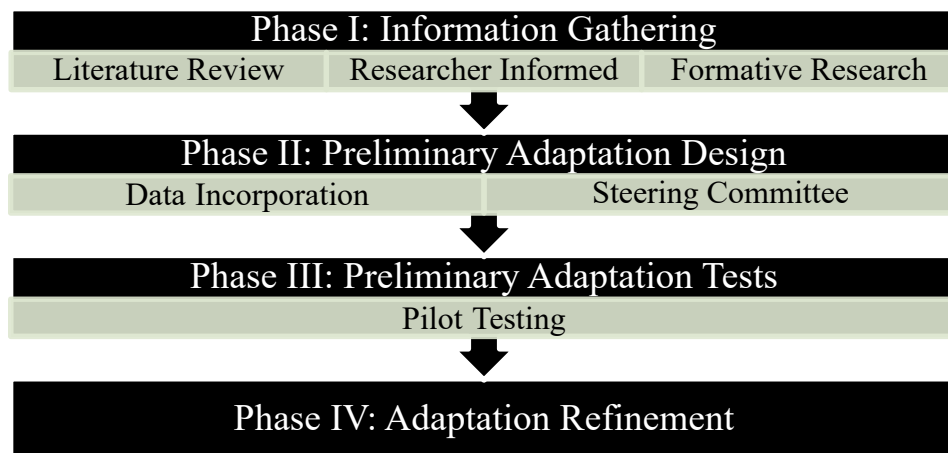 Phase I: Information Gathering
Literature Review Researcher Informed Formative Research
Phase II: Preliminary Adaptation Design
Data Incorporation Steering Committee
Phase III: Preliminary Adaptation Tests
Pilot Testing
Phase IV: Adaptation Refinement